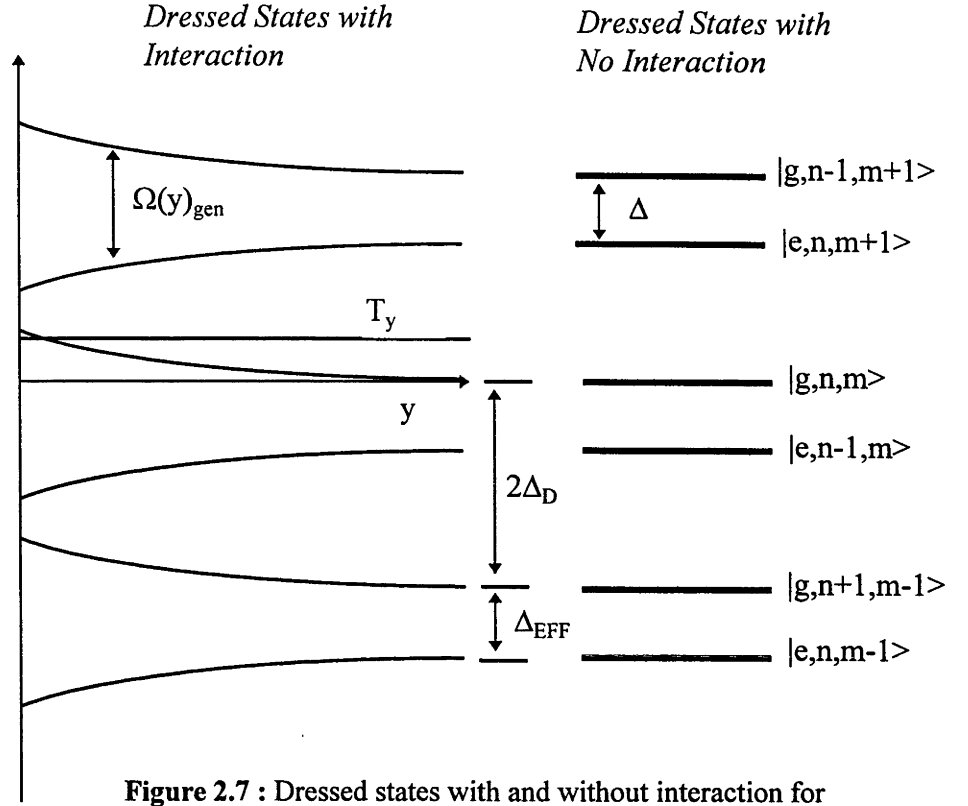 Dressed States with
Interaction
Dressed States with
No Interaction
Ω(y)gen
|g,n-1,m+1>
Δ
|e,n,m+1>
Ty
|g,n,m>
y
|e,n-1,m>
2ΔD
|g,n+1,m-1>
ΔEFF
|e,n,m-1>
Figure 2.7 : Dressed states with and without interaction for